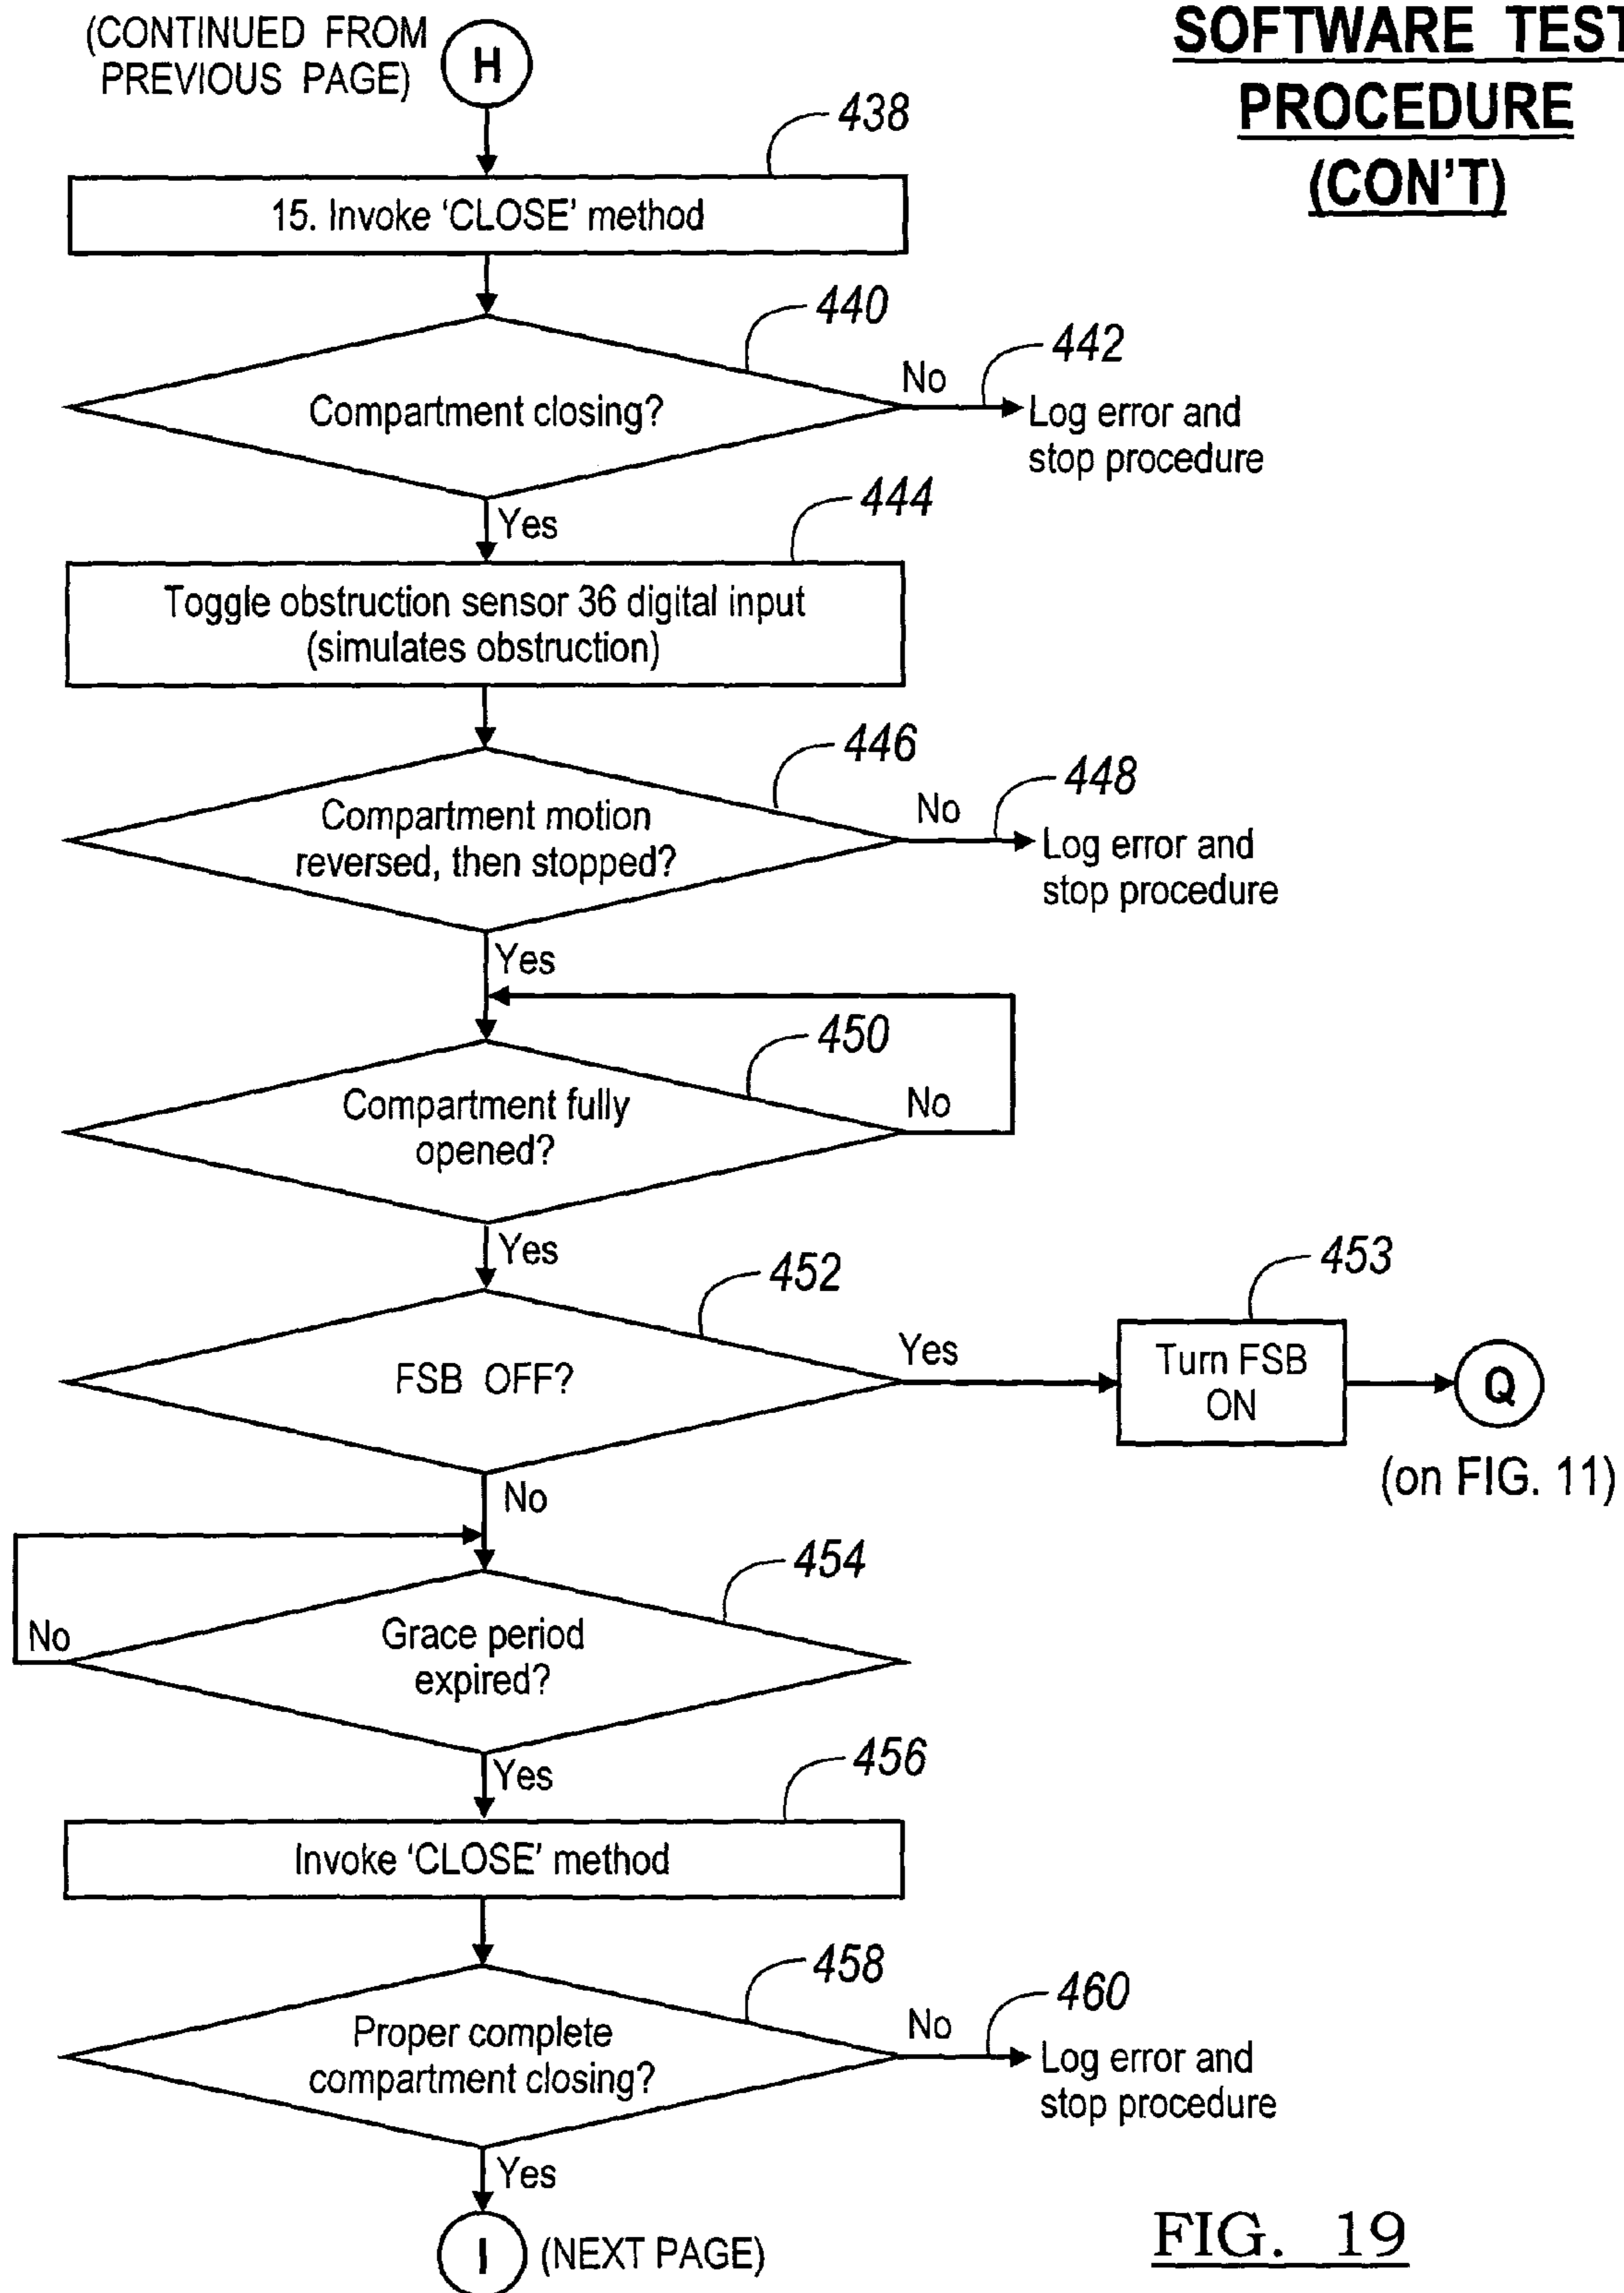 (CONTINUED FROM
PREVIOUS PAGE)
H
SOFTWARE TEST
PROCEDURE
(CON'T)
438
15. Invoke ‘CLOSE’ method
440
Compartment closing?
No
442
Log error and
stop procedure
Yes
444
Toggle obstruction sensor 36 digital input
(simulates obstruction)
446
Compartment motion
reversed, then stopped?
No
448
Log error and
stop procedure
Yes
450
Compartment fully
opened?
No
Yes
452
FSB OFF?
Yes
453
Turn FSB
ON
Q
(on FIG. 11)
No
454
Grace period
expired?
No
Yes
456
Invoke ‘CLOSE’ method
458
Proper complete
compartment closing?
No
460
Log error and
stop procedure
Yes
I
(NEXT PAGE)
FIG. 19